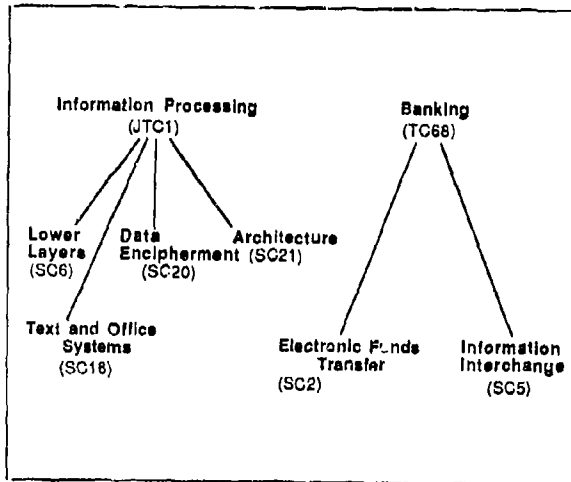 Information Processing
(JTC1)
Banking
(TC68)
Lower
Layers
(SC6)
Data
Encipherment
(SC20)
Architecture
(SC21)
Text and Office
Systems
(SC18)
Electronic Funds
Transfer
(SC2)
Information
Interchange
(SC5)